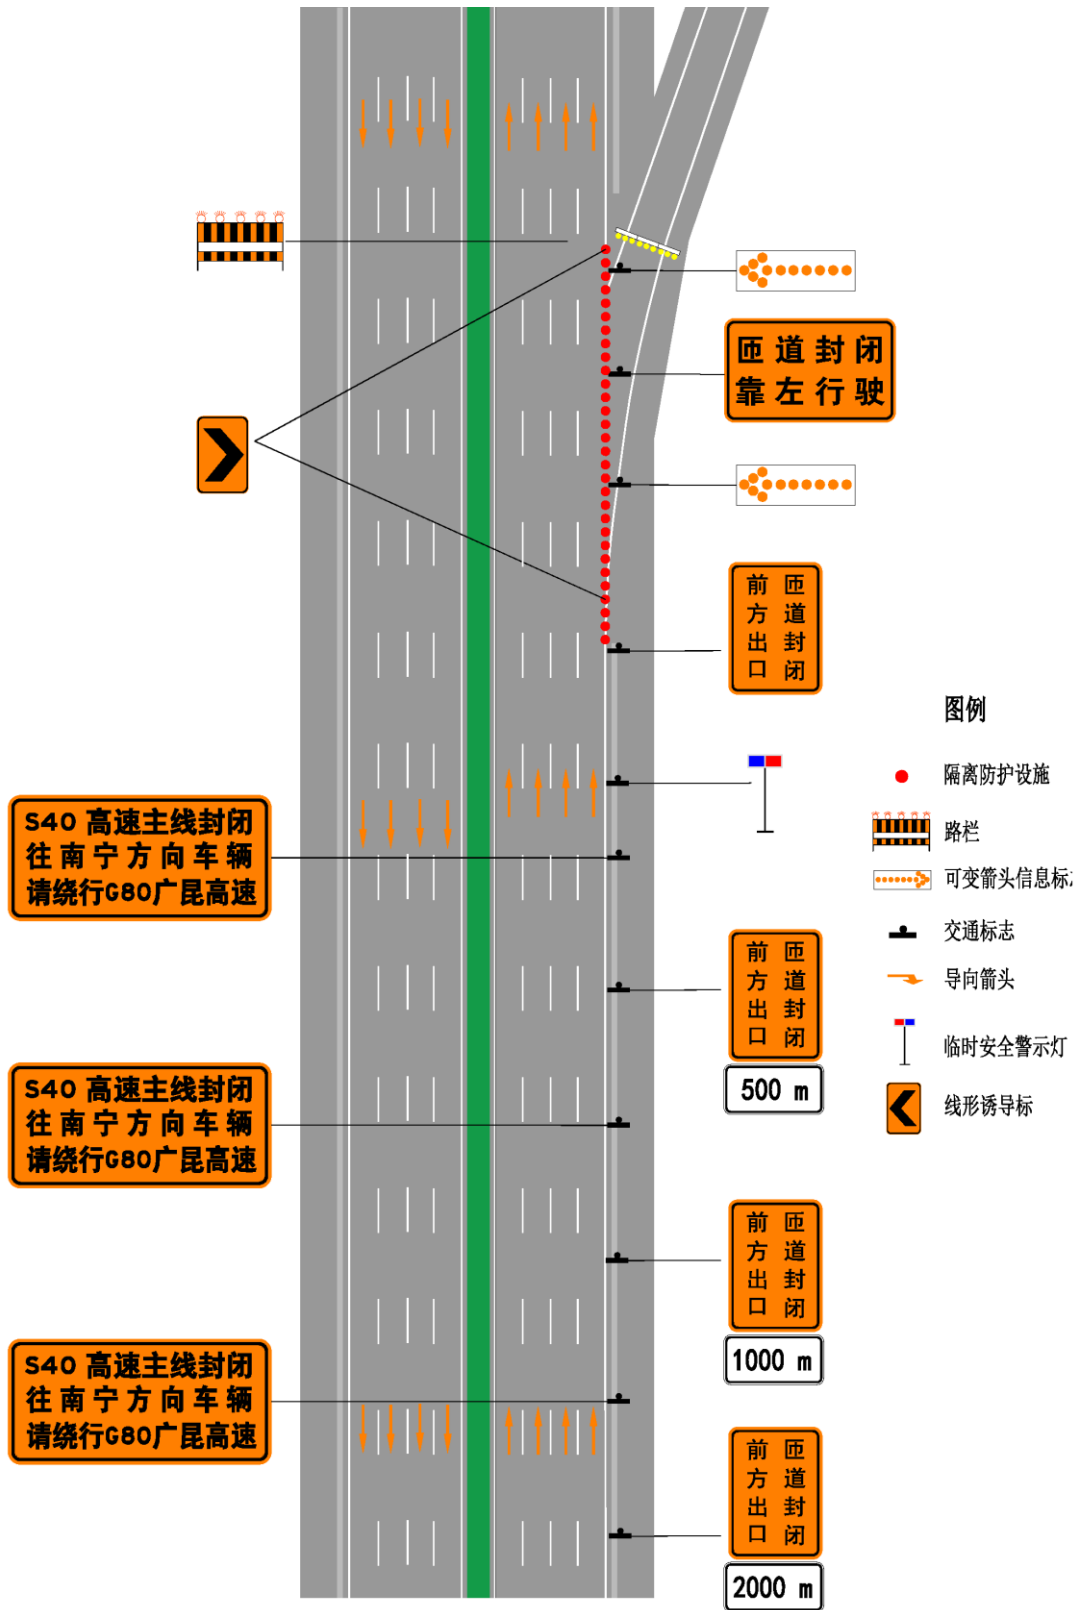 匝道封闭
靠左行驶
前方出口
匝道封闭
图例
隔离防护设施
路栏
可变箭头信息标
交通标志
导向箭头
临时安全警示灯
线形诱导标
S40 高速主线封闭
往南宁方向车辆
请绕行G80广昆高速
前方出口
匝道封闭
500 m
S40 高速主线封闭
往南宁方向车辆
请绕行G80广昆高速
前方出口
匝道封闭
1000 m
S40 高速主线封闭
往南宁方向车辆
请绕行G80广昆高速
前方出口
匝道封闭
2000 m